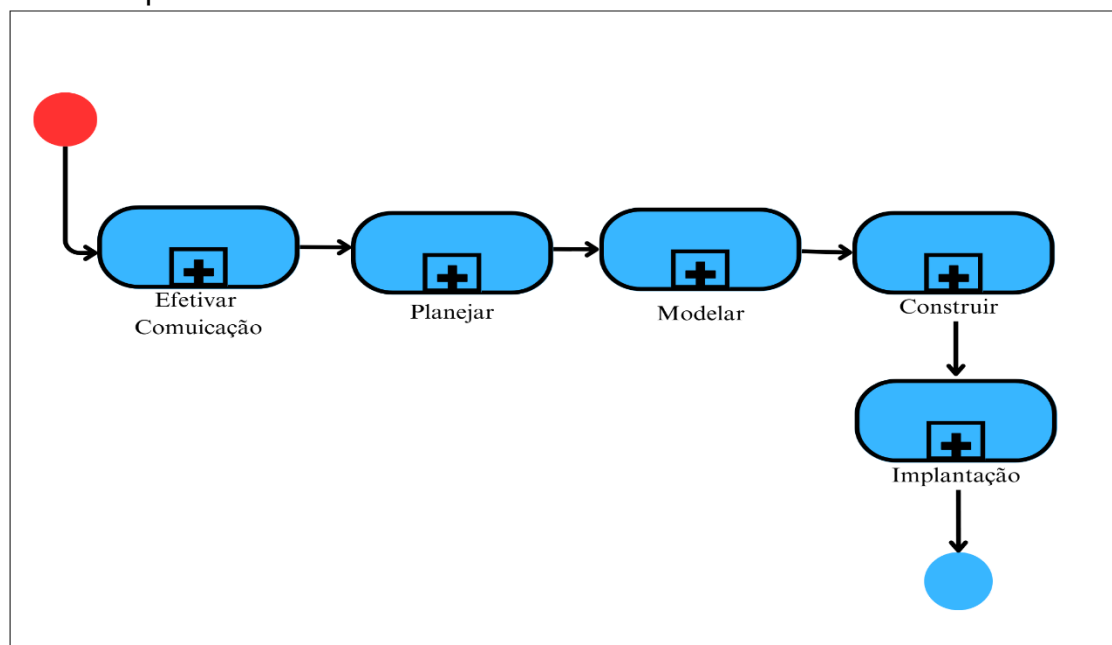 Efetivar
Comuicação
Planejar
Modelar
Construir
Implantação